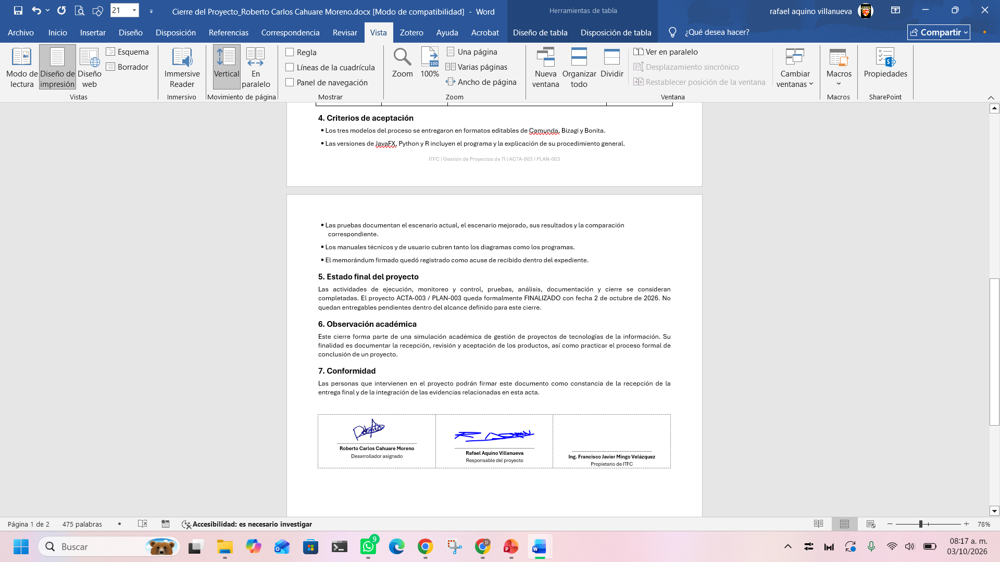 21
Cierre del Proyecto_Roberto Carlos Cahuare Moreno.docx [Modo de compatibilidad] - Word
Herramientas de tabla
rafael aquino villanueva
Archivo Inicio Insertar Diseño Disposición Referencias Correspondencia Revisar Vista Zotero Ayuda Acrobat Diseño de tabla Disposición de tabla ¿Qué desea hacer? Compartir
Modo de lectura
Diseño de impresión
Diseño web
Esquema
Borrador
Vistas
Immersive Reader
Inmersivo
Vertical
En paralelo
Movimiento de página
Regla
Líneas de la cuadrícula
Panel de navegación
Mostrar
Zoom
100
100%
Una página
Varias páginas
Ancho de página
Zoom
Nueva ventana
Organizar todo
Dividir
Ver en paralelo
Desplazamiento sincrónico
Restablecer posición de la ventana
Cambiar ventanas
Ventana
Macros
Macros
Propiedades
SharePoint
4. Criterios de aceptación
• Los tres modelos del proceso se entregaron en formatos editables de Camunda, Bizagi y Bonita.
• Las versiones de JavaFX, Python y R incluyen el programa y la explicación de su procedimiento general.
ITFC | Gestión de Proyectos de TI | ACTA-003 / PLAN-003
• Las pruebas documentan el escenario actual, el escenario mejorado, sus resultados y la comparación
correspondiente.
• Los manuales técnicos y de usuario cubren tanto los diagramas como los programas.
• El memorándum firmado quedó registrado como acuse de recibido dentro del expediente.
5. Estado final del proyecto
Las actividades de ejecución, monitoreo y control, pruebas, análisis, documentación y cierre se consideran
completadas. El proyecto ACTA-003 / PLAN-003 queda formalmente FINALIZADO con fecha 2 de octubre de 2026. No
quedan entregables pendientes dentro del alcance definido para este cierre.
6. Observación académica
Este cierre forma parte de una simulación académica de gestión de proyectos de tecnologías de la información. Su
finalidad es documentar la recepción, revisión y aceptación de los productos, así como practicar el proceso formal de
conclusión de un proyecto.
7. Conformidad
Las personas que intervienen en el proyecto podrán firmar este documento como constancia de la recepción de la
entrega final y de la integración de las evidencias relacionadas en esta acta.
Roberto
Roberto Carlos Cahuare Moreno
Desarrollador asignado
Rafael Aquino Villanueva
Responsable del proyecto
Ing. Francisco Javier Mingo Velázquez
Propietario de ITFC
Página 1 de 2 475 palabras Accesibilidad: es necesario investigar 78%
Buscar
9
08:17 a. m.
03/10/2026